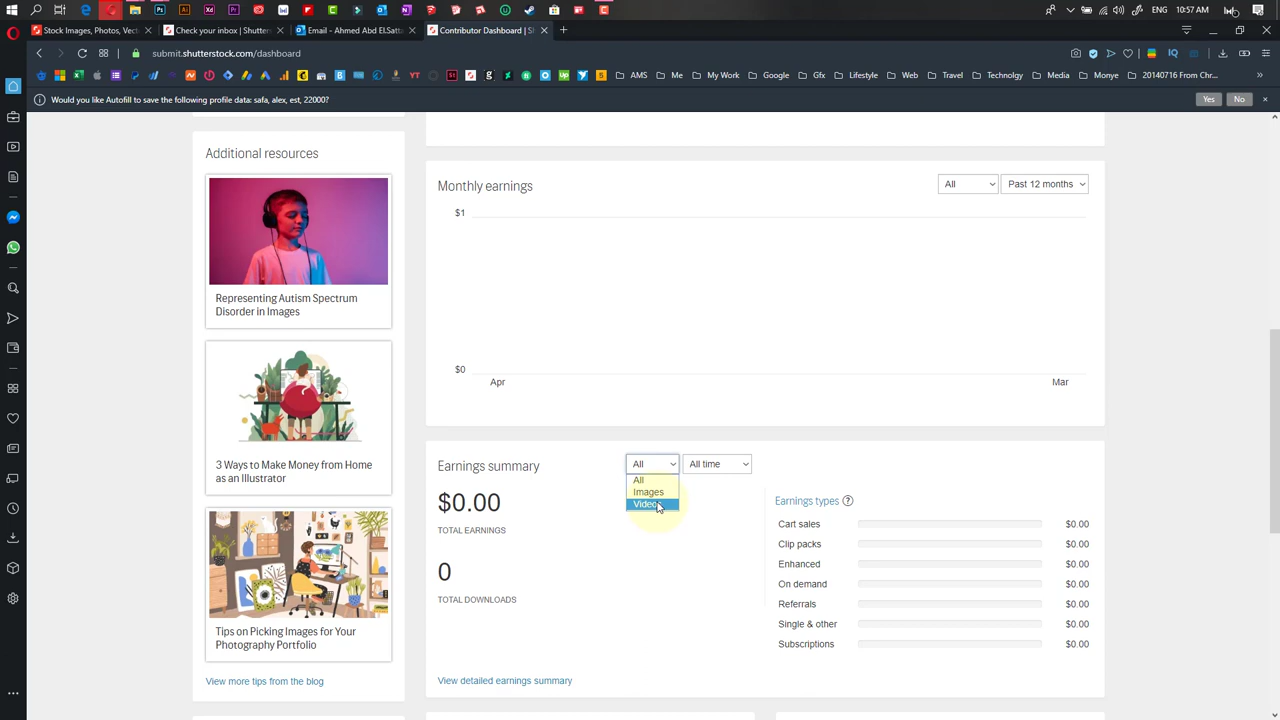 ENG 10:57 AM
Stock Images, Photos, Vect
Check your inbox | Shutters
Email - Ahmed Abd ElSatta
Contributor Dashboard | Sh
submit.shutterstock.com/dashboard
AMS
Me
My Work
Google
Gfx
Lifestyle
Web
Travel
Technolgy
Media
Monye
20140716 From Chr...
Would you like Autofill to save the following profile data: safa, alex, est, 22000?
Yes
No
Additional resources
Representing Autism Spectrum
Disorder in Images
3 Ways to Make Money from Home
as an Illustrator
Tips on Picking Images for Your
Photography Portfolio
View more tips from the blog
Monthly earnings
All
Past 12 months
$1
$0
Apr
Mar
Earnings summary
All
All time
All
Images
Video
$0.00
TOTAL EARNINGS
0
TOTAL DOWNLOADS
View detailed earnings summary
Earnings types
Cart sales $0.00
Clip packs $0.00
Enhanced $0.00
On demand $0.00
Referrals $0.00
Single & other $0.00
Subscriptions $0.00